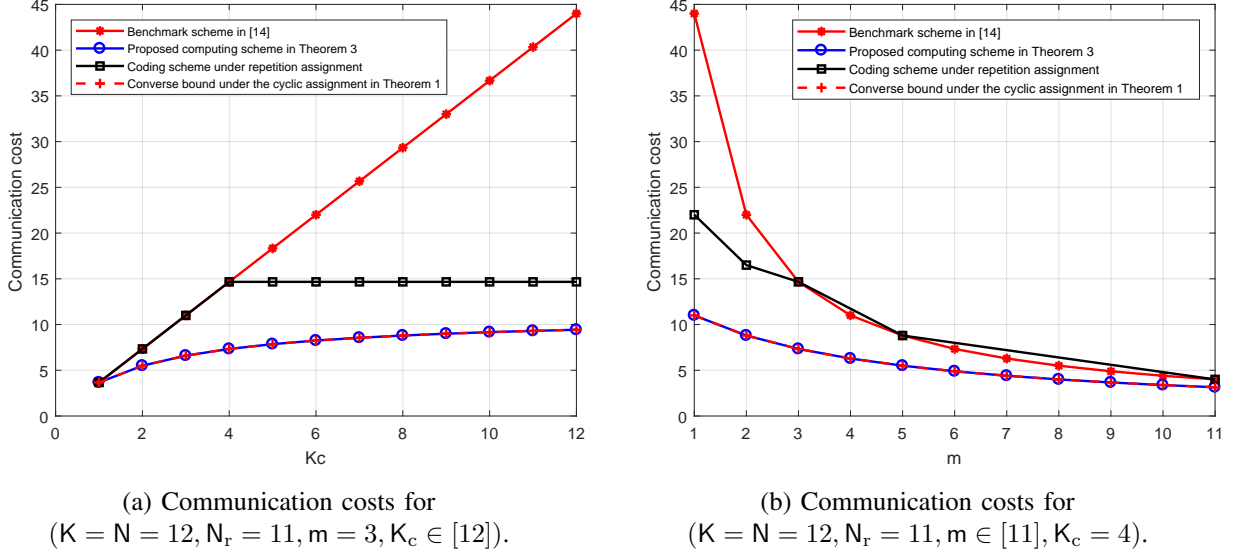 45
40
35
30
25
20
15
10
5
0
Communication cost
Benchmark scheme in [14]
Proposed computing scheme in Theorem 3
Coding scheme under repetition assignment
Converse bound under the cyclic assignment in Theorem 1
0 2 4 6 8 10 12
Kc
(a) Communication costs for
(K = N = 12, Nr = 11, m = 3, Kc ∈ [12]).
45
40
35
30
25
20
15
10
5
0
Communication cost
Benchmark scheme in [14]
Proposed computing scheme in Theorem 3
Coding scheme under repetition assignment
Converse bound under the cyclic assignment in Theorem 1
1 2 3 4 5 6 7 8 9 10 11
m
(b) Communication costs for
(K = N = 12, Nr = 11, m ∈ [11], Kc = 4).